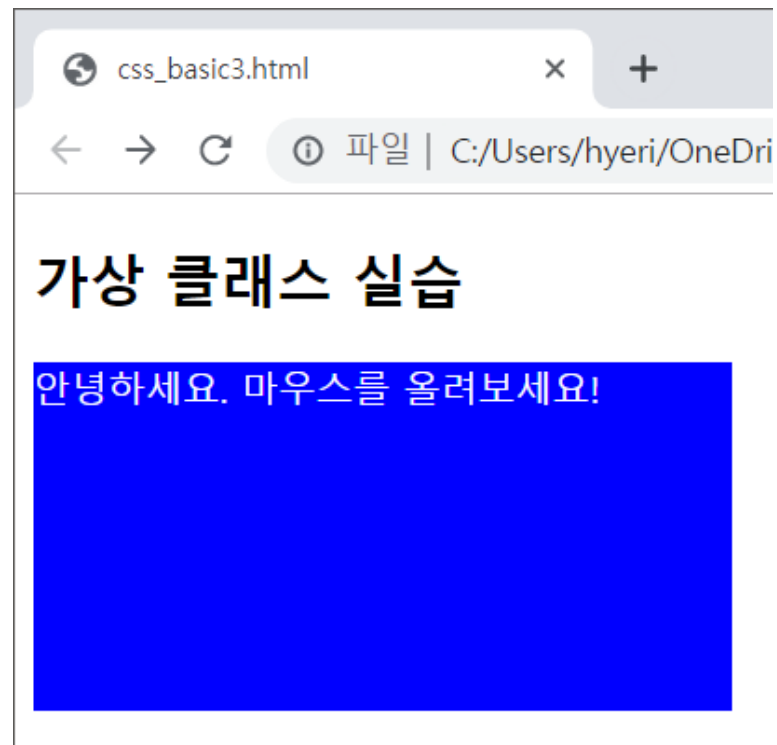 css_basic3.html
파일 | C:/Users/hyeri/OneDri
가상 클래스 실습
안녕하세요. 마우스를 올려보세요!